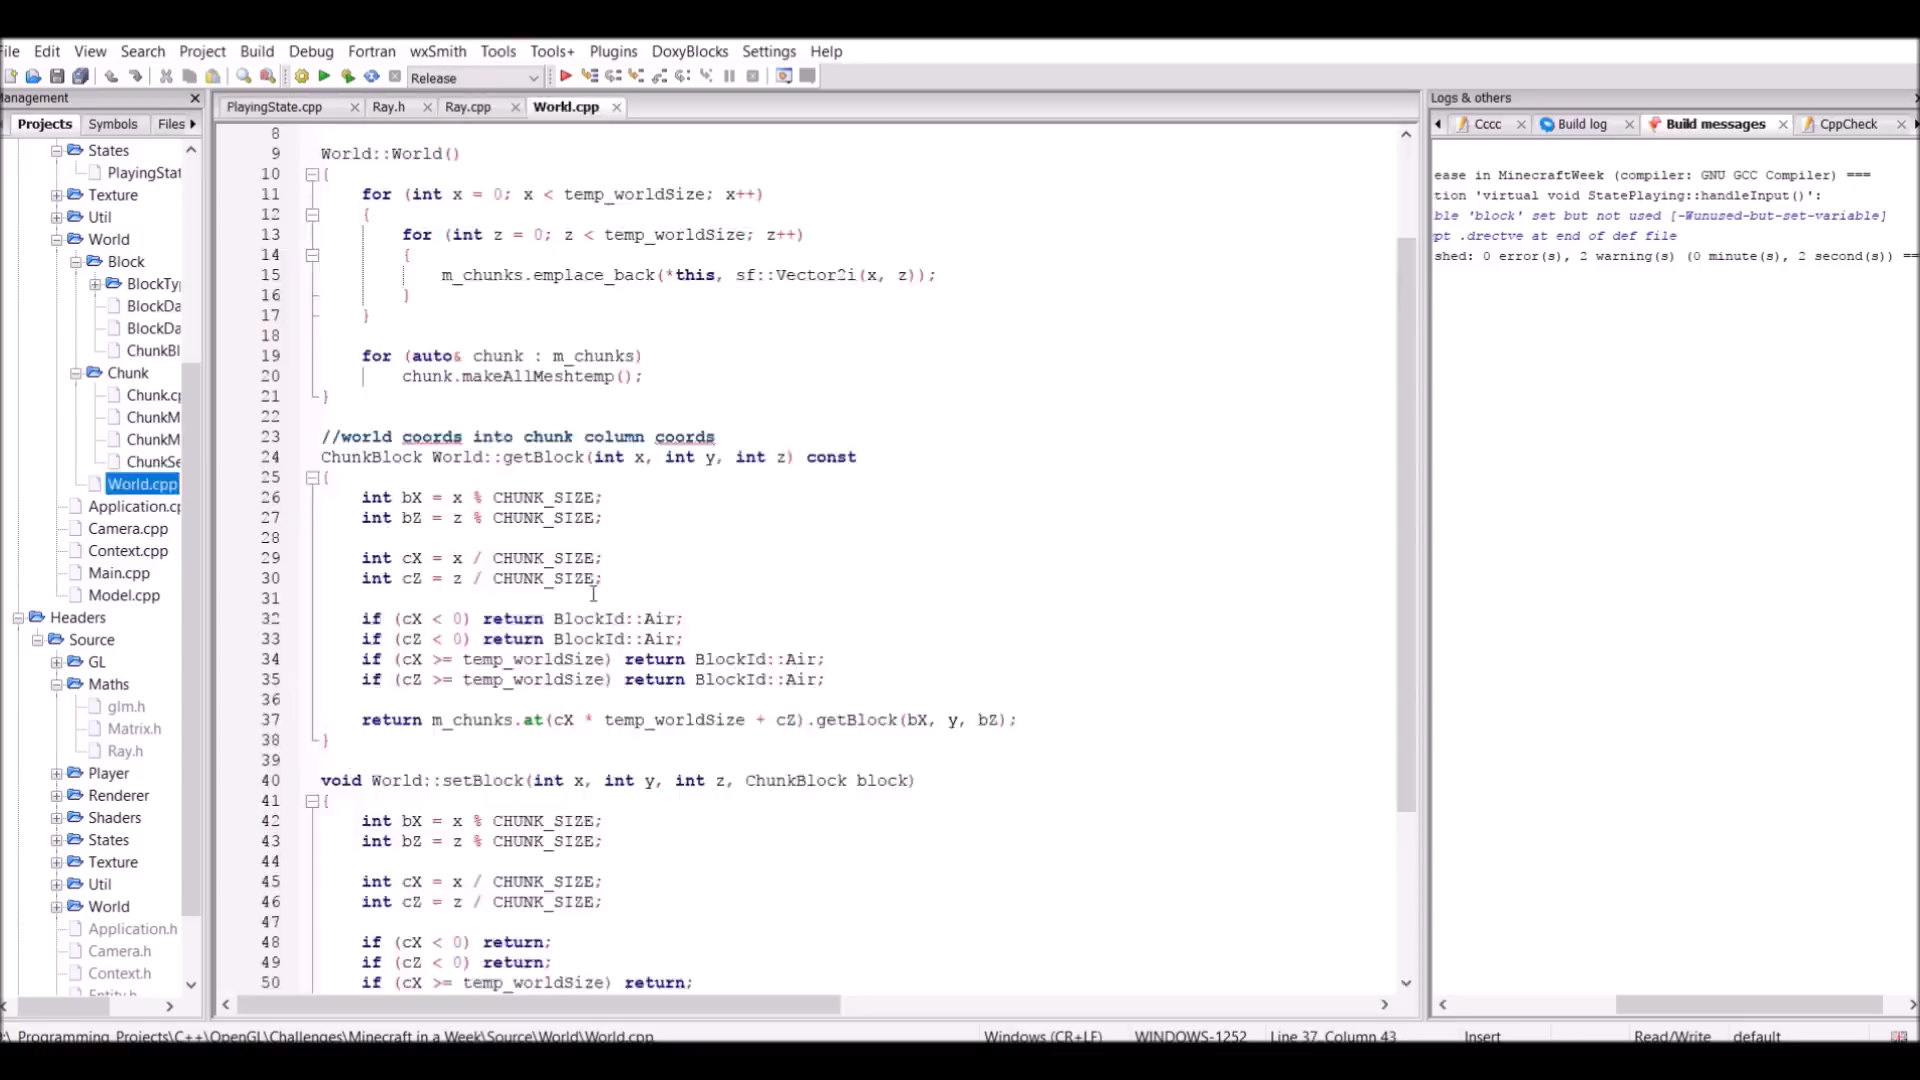 File Edit View Search Project Build Debug Fortran wxSmith Tools Tools+ Plugins DoxyBlocks Settings Help
Release
anagement
Projects Symbols Files
States
PlayingStat
Texture
Util
World
Block
BlockTy
BlockDa
BlockDa
ChunkBl
Chunk
Chunk.cp
ChunkM
ChunkM
ChunkSe
World.cpp
Application.cp
Camera.cpp
Context.cpp
Main.cpp
Model.cpp
Headers
Source
GL
Maths
glm.h
Matrix.h
Ray.h
Player
Renderer
Shaders
States
Texture
Util
World
Application.h
Camera.h
Context.h
Entity.h
PlayingState.cpp Ray.h Ray.cpp World.cpp
8
9 World::World()
10 {
11 for (int x = 0; x < temp_worldSize; x++)
12 {
13 for (int z = 0; z < temp_worldSize; z++)
14 {
15 m_chunks.emplace_back(*this, sf::Vector2i(x, z));
16 }
17 }
18
19 for (auto& chunk : m_chunks)
20 chunk.makeAllMeshtemp();
21 }
22
23 //world coords into chunk column coords
24 ChunkBlock World::getBlock(int x, int y, int z) const
25 {
26 int bX = x % CHUNK_SIZE;
27 int bZ = z % CHUNK_SIZE;
28
29 int cX = x / CHUNK_SIZE;
30 int cZ = z / CHUNK_SIZE;
31
32 if (cX < 0) return BlockId::Air;
33 if (cZ < 0) return BlockId::Air;
34 if (cX >= temp_worldSize) return BlockId::Air;
35 if (cZ >= temp_worldSize) return BlockId::Air;
36
37 return m_chunks.at(cX * temp_worldSize + cZ).getBlock(bX, y, bZ);
38 }
39
40 void World::setBlock(int x, int y, int z, ChunkBlock block)
41 {
42 int bX = x % CHUNK_SIZE;
43 int bZ = z % CHUNK_SIZE;
44
45 int cX = x / CHUNK_SIZE;
46 int cZ = z / CHUNK_SIZE;
47
48 if (cX < 0) return;
49 if (cZ < 0) return;
50 if (cX >= temp_worldSize) return;
Logs & others
Cccc Build log Build messages CppCheck
ease in MinecraftWeek (compiler: GNU GCC Compiler) ===
tion 'virtual void StatePlaying::handleInput()':
ble 'block' set but not used [-Wunused-but-set-variable]
pt .drectve at end of def file
shed: 0 error(s), 2 warning(s) (0 minute(s), 2 second(s)) ==
:\_Programming_Projects\C++\OpenGL\Challenges\Minecraft in a Week\Source\World\World.cpp Windows (CR+LF) WINDOWS-1252 Line 37, Column 43 Insert Read/Write default